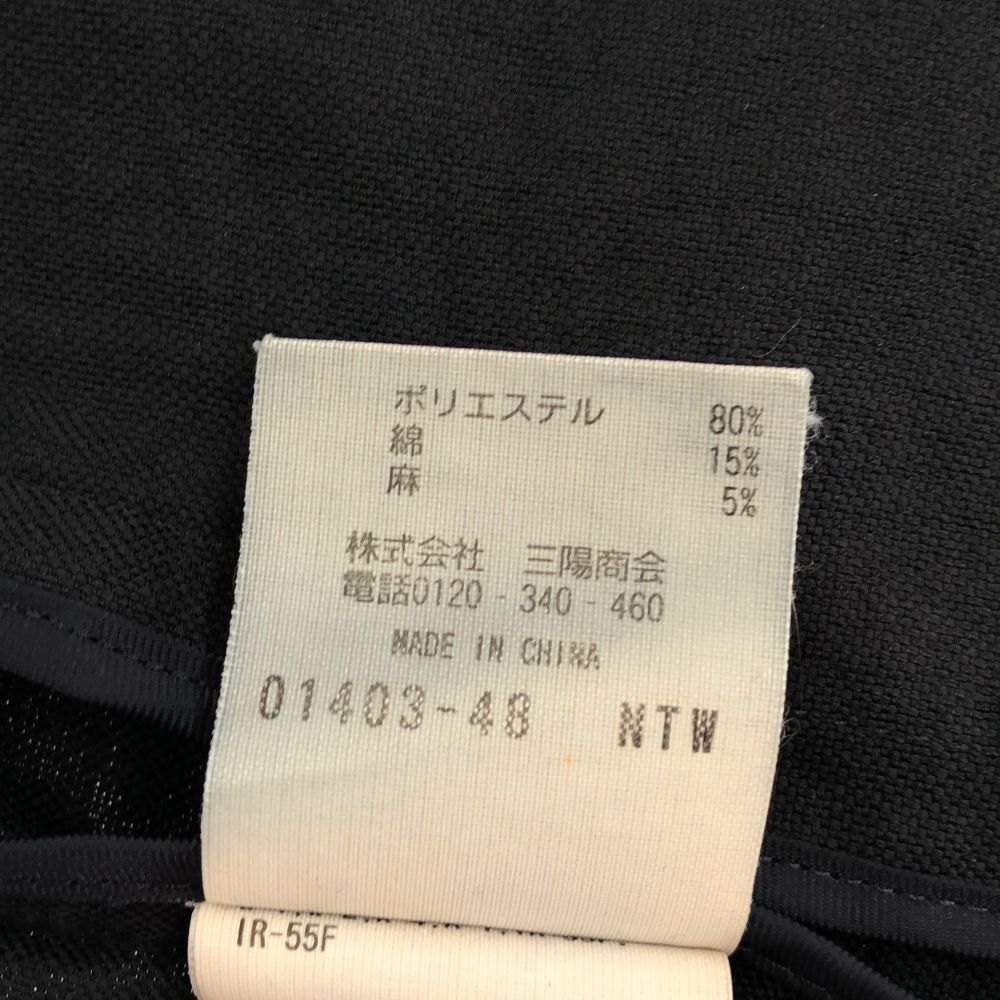 ポリエステル 80%
綿 15%
麻 5%
株式会社 三陽商会
電話0120-340-460
MADE IN CHINA
01403-48 NTW
IR-55F